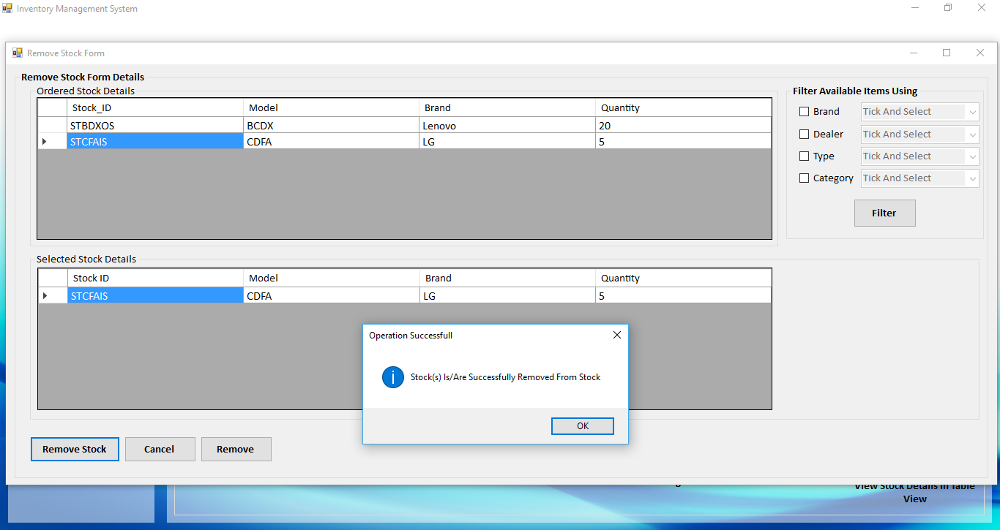 Inventory Management System
Remove Stock Form
Remove Stock Form Details
Ordered Stock Details
Stock_ID Model Brand Quantity
STBDXOS BCDX Lenovo 20
STCFAIS CDFA LG 5
Filter Available Items Using
Brand Tick And Select
Dealer Tick And Select
Type Tick And Select
Category Tick And Select
Filter
Selected Stock Details
Stock ID Model Brand Quantity
STCFAIS CDFA LG 5
Operation Successfull
Stock(s) Is/Are Successfully Removed From Stock
OK
Remove Stock Cancel Remove
View Stock Details In Table
View